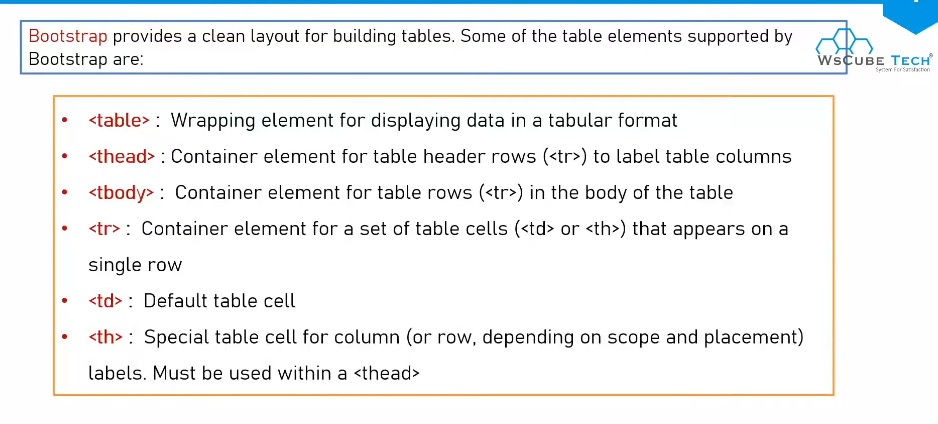 Bootstrap provides a clean layout for building tables. Some of the table elements supported by
Bootstrap are:
WsCube Tech®
System For Satisfaction
• <table> : Wrapping element for displaying data in a tabular format
• <thead> : Container element for table header rows (<tr>) to label table columns
• <tbody> : Container element for table rows (<tr>) in the body of the table
• <tr> : Container element for a set of table cells (<td> or <th>) that appears on a
single row
• <td> : Default table cell
• <th> : Special table cell for column (or row, depending on scope and placement)
labels. Must be used within a <thead>